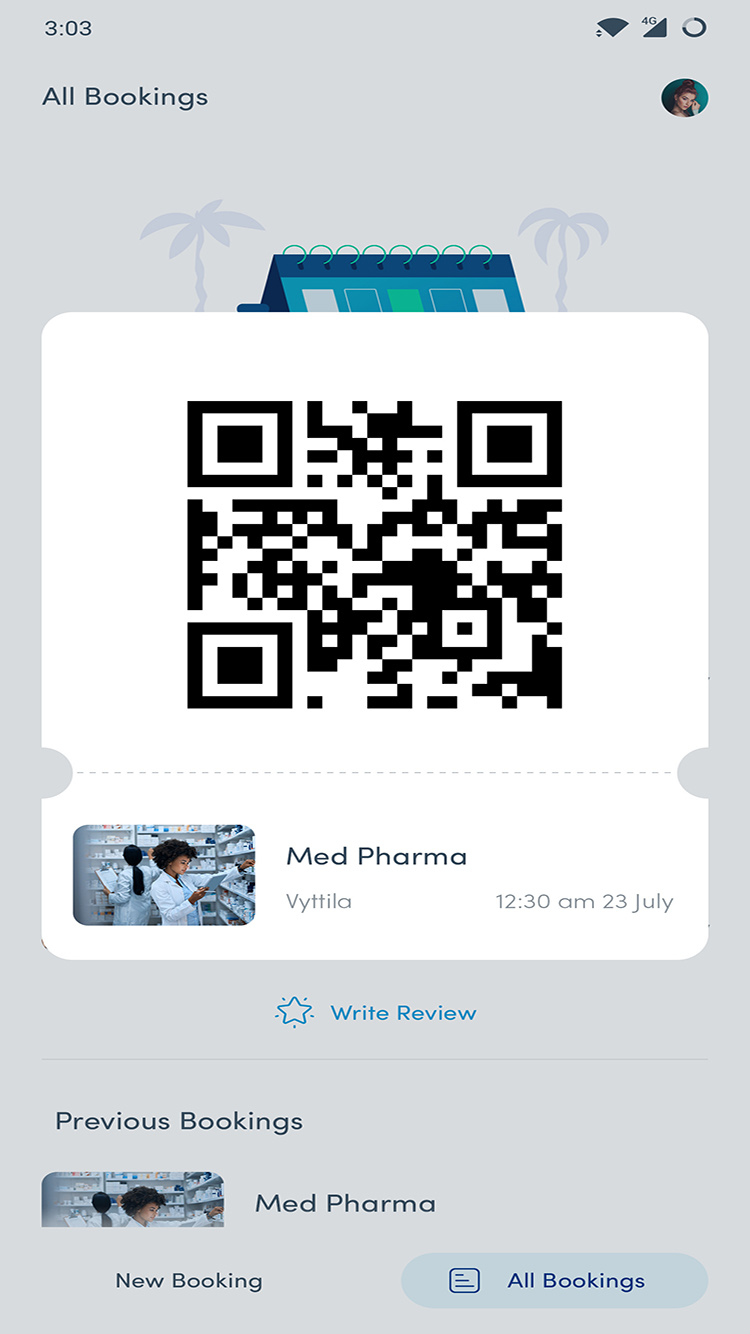 3:03
4G
All Bookings
Med Pharma
Vyttila 12:30 am 23 July
Write Review
Previous Bookings
Med Pharma
New Booking All Bookings